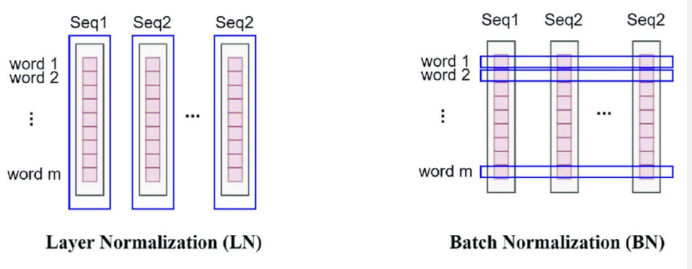 Seq1 Seq2 Seq2
word 1
word 2
⋮
...
word m
Layer Normalization (LN)
Seq1 Seq2 Seq2
word 1
word 2
⋮
...
word m
Batch Normalization (BN)